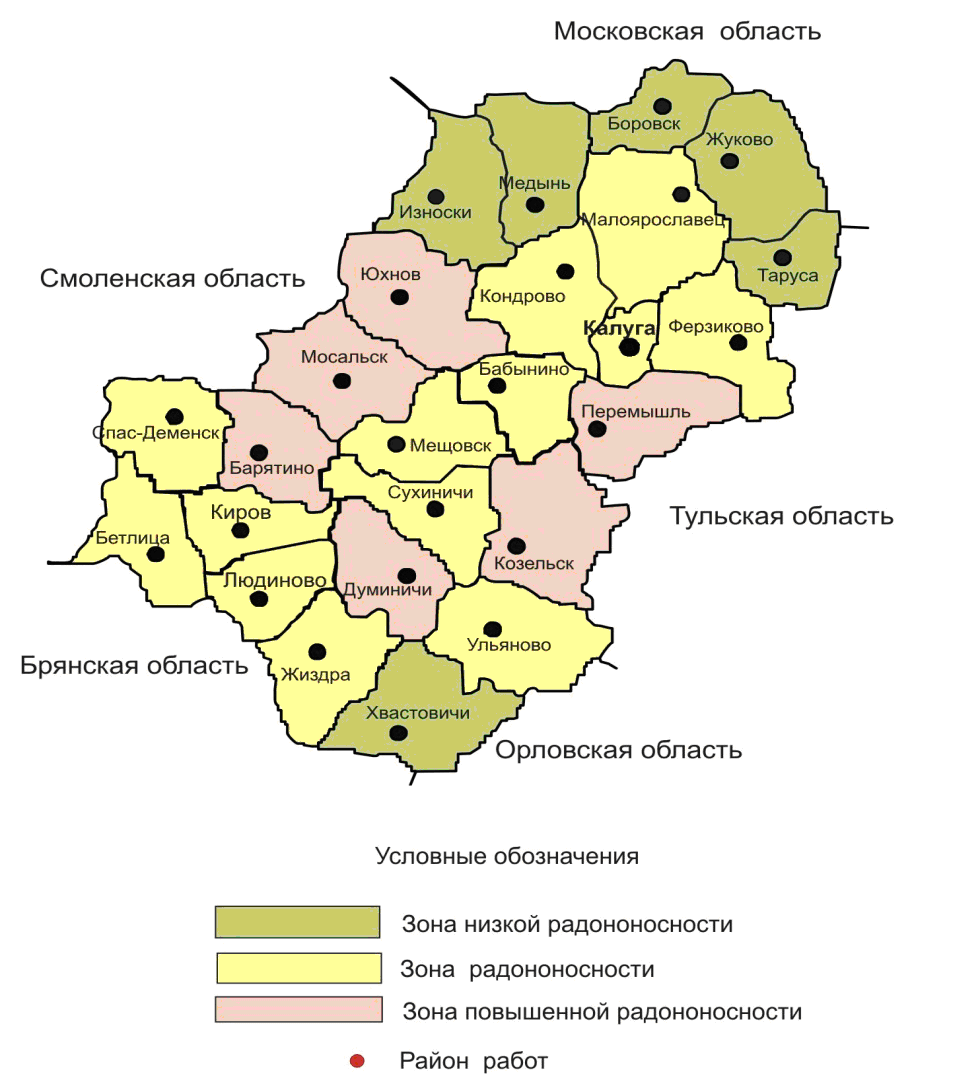 Московская область
Боровск
Жуково
Медынь
Износки
Малоярославец
Таруса
Смоленская область
Юхнов
Кондрово
Калуга
Ферзиково
Мосальск
Бабынино
Перемышль
Спас-Деменск
Мещовск
Барятино
Сухиничи
Киров
Тульская область
Бетлица
Козельск
Людиново
Думиничи
Ульяново
Брянская область
Жиздра
Хвастовичи
Орловская область
Условные обозначения
Зона низкой радононосности
Зона радононосности
Зона повышенной радононосности
Район работ